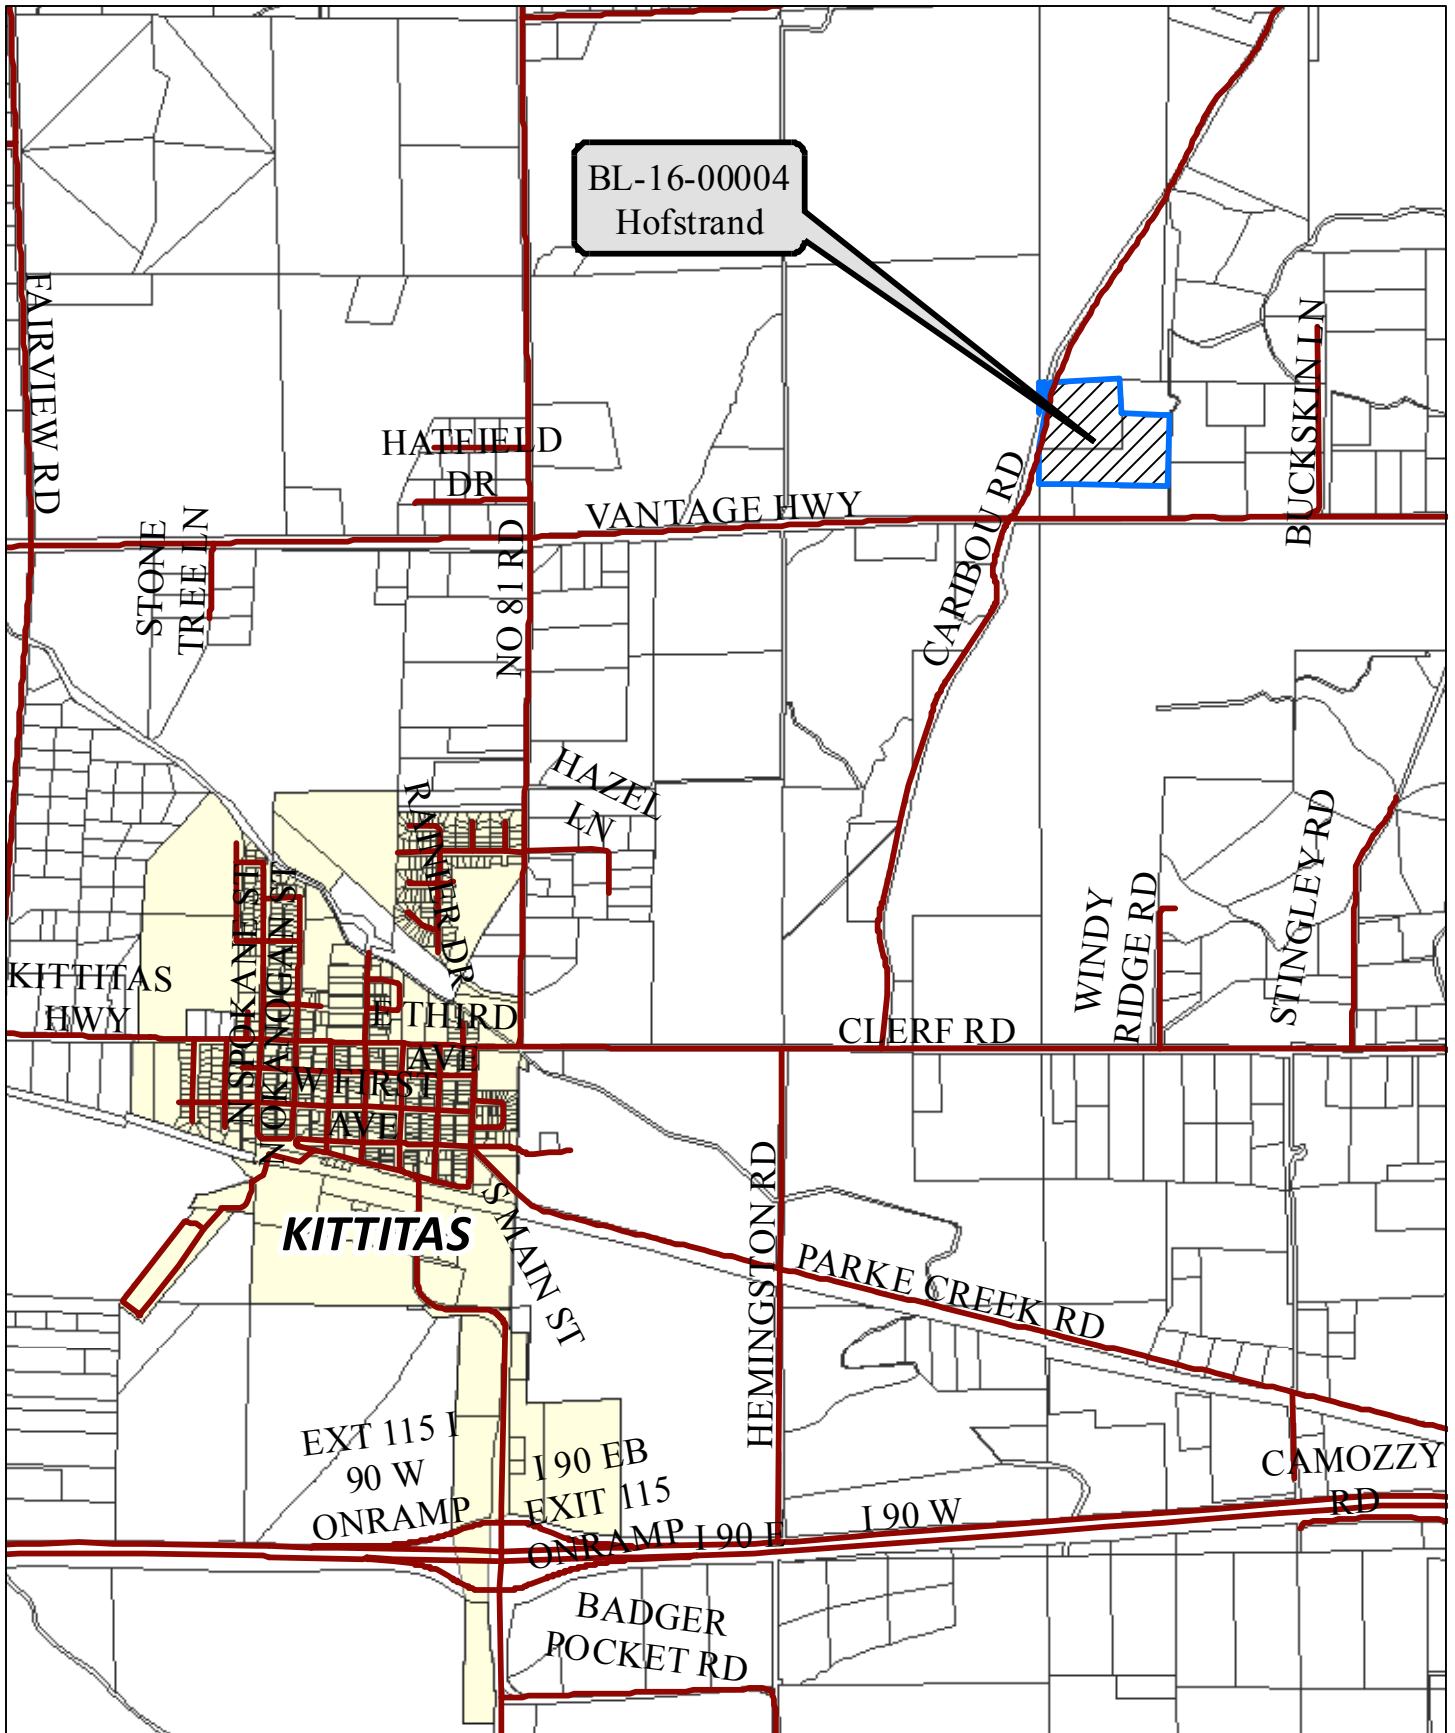 BL-16-00004
Hofstrand
FAIRVIEW RD
BUCKSKIN LN
HATFIELD
DR
VANTAGE HWY
CARIBOU RD
STONE
TREE LN
NO 81 RD
HAZEL
LN
RAINIER DR
STINGLEY RD
WINDY
RIDGE RD
N SPOKANE ST
N OKANOGAN ST
KITTITAS
HWY
E THIRD
AVE
CLERF RD
W FIRST
AVE
KITTITAS
S MAIN ST
HEMINGSTON RD
PARKE CREEK RD
EXT 115 I
90 W
ONRAMP
I 90 EB
EXIT 115
ONRAMP
I 90 E
I 90 W
CAMOZZY
RD
BADGER
POCKET RD